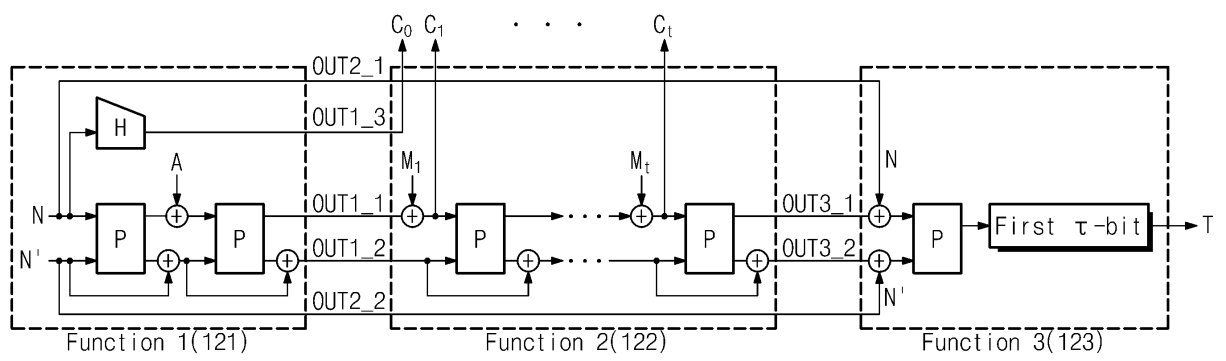 C₀ C₁ · · · Cₜ
OUT2_1
H
OUT1_3
A
M₁
Mₜ
N
N
P
P
OUT1_1
P
· · · ·
P
OUT3_1
P
First τ-bit
T
N'
OUT1_2
· · · ·
OUT3_2
OUT2_2
N'
Function 1(121)
Function 2(122)
Function 3(123)